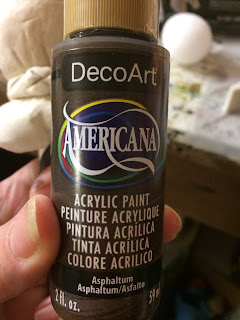 DecoArt
AMERICANA
ACRYLIC PAINT
PEINTURE ACRYLIQUE
PINTURA ACRÍLICA
TINTA ACRÍLICA
COLORE ACRILICO
Asphaltum
Asphaltum/Asfalto
2 fl. oz.
59 m